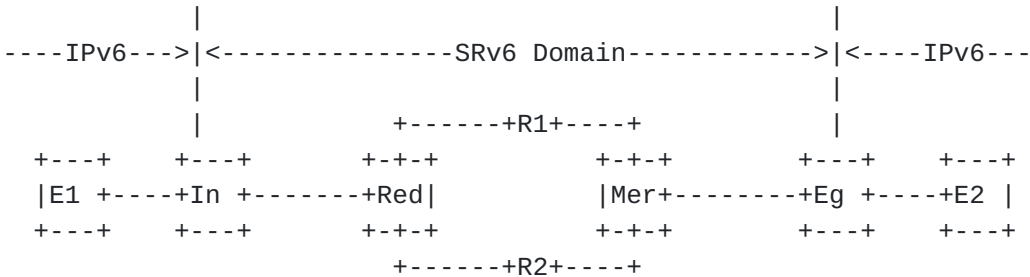 |                                         |
----IPv6--->|<---------------SRv6 Domain------------>|<----IPv6---
|                                         |
|            +------+R1+----+            |
+---+    +---+       +-+-+          +-+-+        +---+    +---+
|E1 +----+In +-------+Red|          |Mer+--------+Eg +----+E2 |
+---+    +---+       +-+-+          +-+-+        +---+    +---+
+------+R2+----+